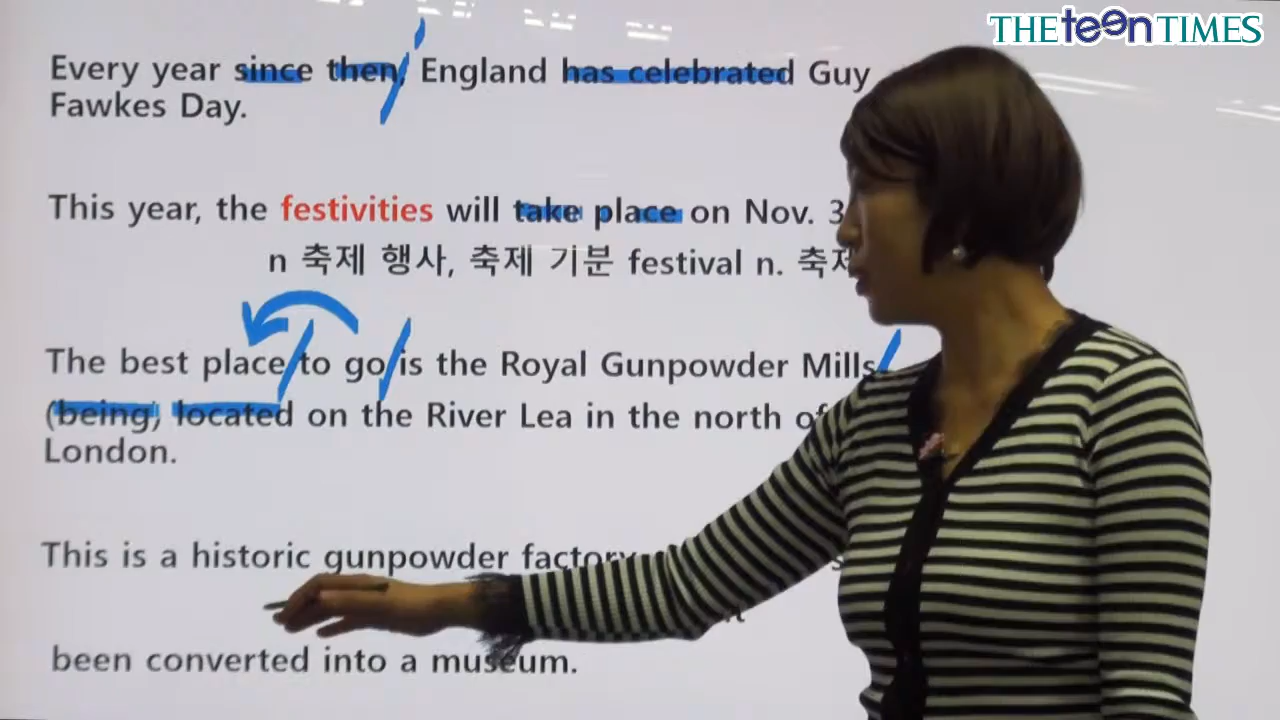 THE teen TIMES
Every year since then, England has celebrated Guy
Fawkes Day.
This year, the festivities will take place on Nov. 3
n 축제 행사, 축제 기분 festival n. 축제
The best place to go is the Royal Gunpowder Mills
(being) located on the River Lea in the north of
London.
This is a historic gunpowder factory
been converted into a museum.